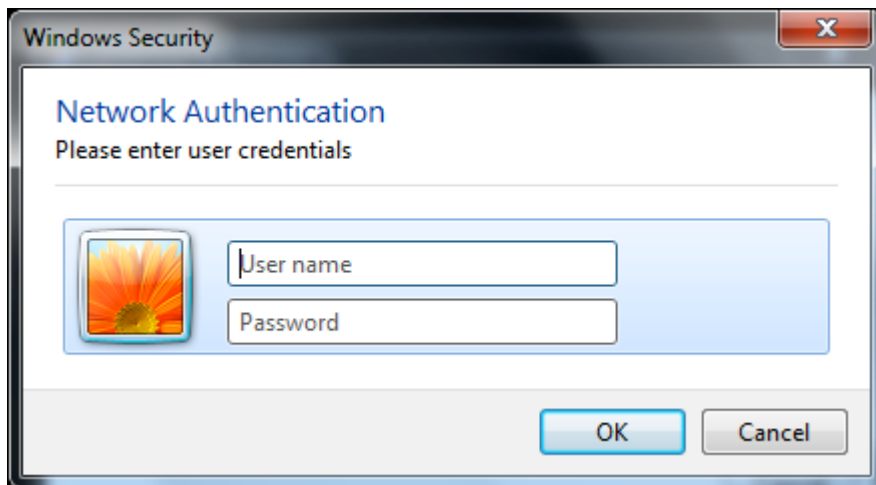 Windows Security
Network Authentication
Please enter user credentials
User name
Password
OK
Cancel